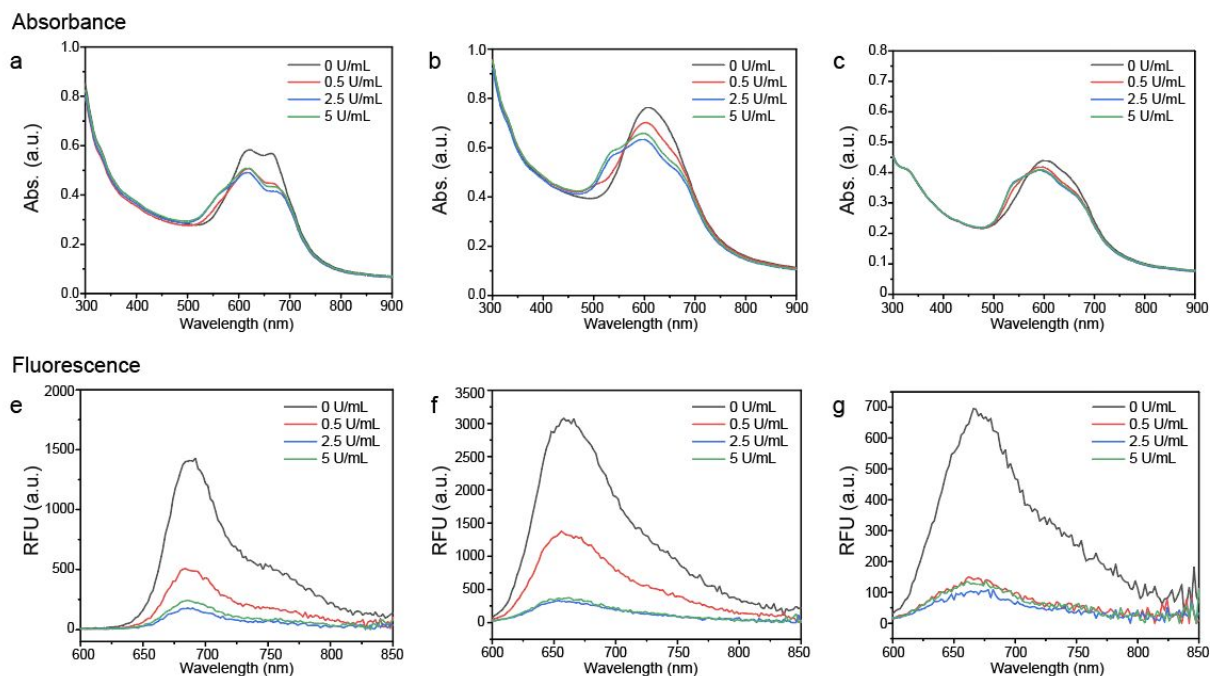 Absorbance
a
1.0
0.8
0.6
0.4
0.2
0.0
Abs. (a.u.)
300 400 500 600 700 800 900
Wavelength (nm)
0 U/mL
0.5 U/mL
2.5 U/mL
5 U/mL
b
1.0
0.8
0.6
0.4
0.2
0.0
Abs. (a.u.)
300 400 500 600 700 800 900
Wavelength (nm)
0 U/mL
0.5 U/mL
2.5 U/mL
5 U/mL
c
0.8
0.7
0.6
0.5
0.4
0.3
0.2
0.1
Abs. (a.u.)
300 400 500 600 700 800 900
Wavelength (nm)
0 U/mL
0.5 U/mL
2.5 U/mL
5 U/mL
Fluorescence
e
2000
1500
1000
500
0
RFU (a.u.)
600 650 700 750 800 850
Wavelength (nm)
0 U/mL
0.5 U/mL
2.5 U/mL
5 U/mL
f
3500
3000
2500
2000
1500
1000
500
0
RFU (a.u.)
600 650 700 750 800 850
Wavelength (nm)
0 U/mL
0.5 U/mL
2.5 U/mL
5 U/mL
g
700
600
500
400
300
200
100
0
RFU (a.u.)
600 650 700 750 800 850
Wavelength (nm)
0 U/mL
0.5 U/mL
2.5 U/mL
5 U/mL